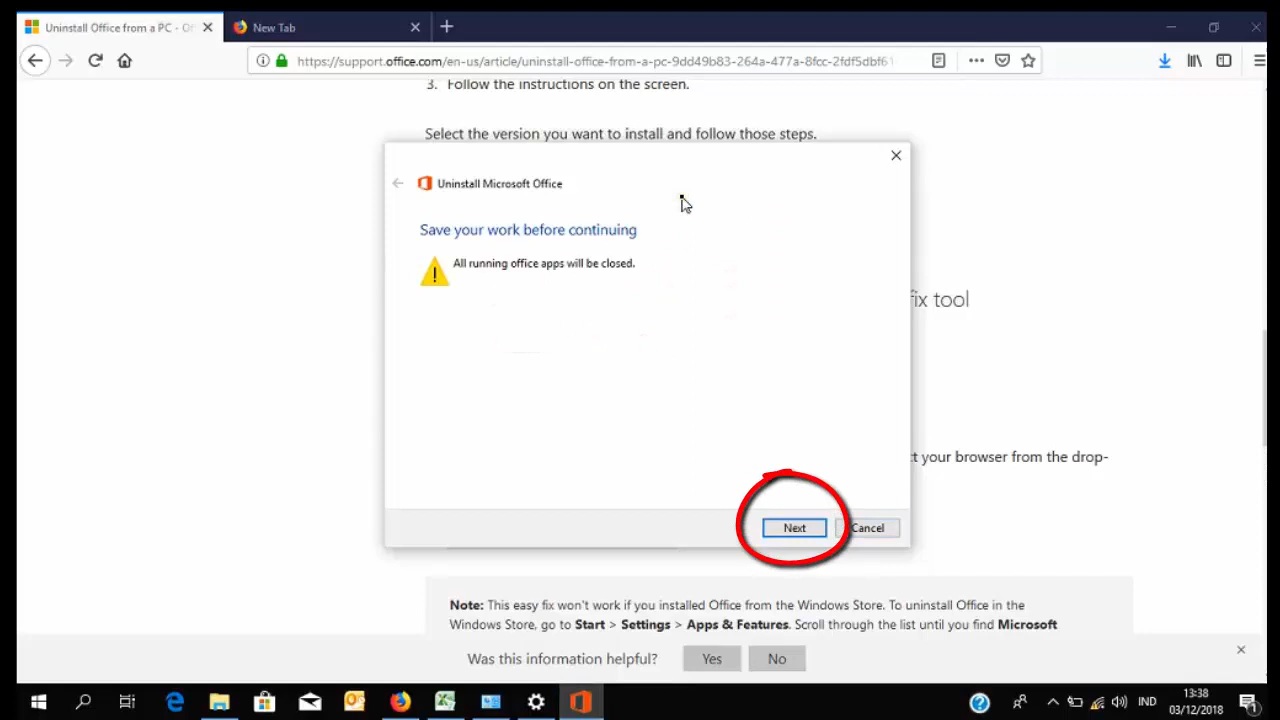 Uninstall Office from a PC - Of
New Tab
https://support.office.com/en-us/article/uninstall-office-from-a-pc-9dd49b83-264a-477a-8fcc-2fdf5dbf61
3. Follow the instructions on the screen.
Select the version you want to install and follow those steps.
Uninstall Microsoft Office
Save your work before continuing
All running office apps will be closed.
fix tool
ct your browser from the drop-
Next
Cancel
Note: This easy fix won't work if you installed Office from the Windows Store. To uninstall Office in the
Windows Store, go to Start > Settings > Apps & Features. Scroll through the list until you find Microsoft
Was this information helpful?
Yes
No
IND
13:38
03/12/2018
1